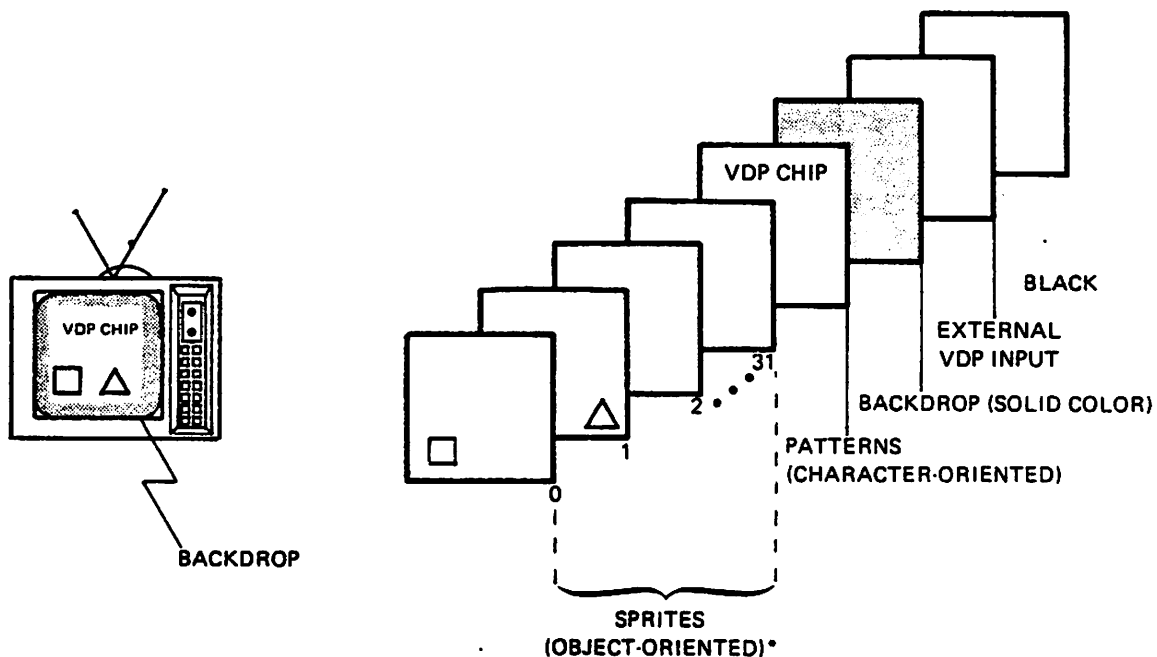 VDP CHIP
BACKDROP
VDP CHIP
0
1
2
31
BLACK
EXTERNAL
VDP INPUT
BACKDROP (SOLID COLOR)
PATTERNS
(CHARACTER-ORIENTED)
SPRITES
(OBJECT-ORIENTED)*